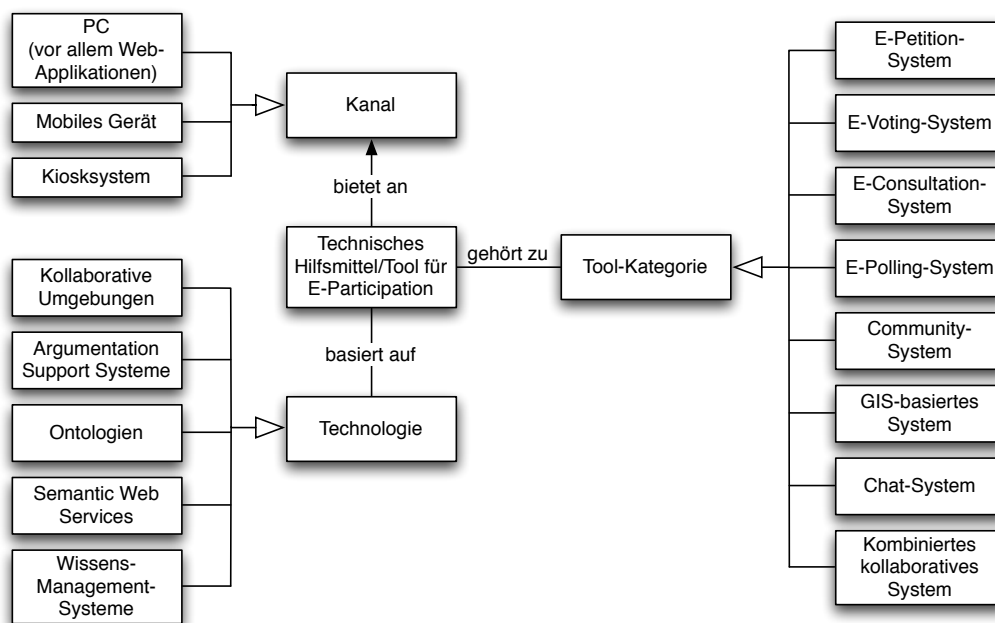 PC
(vor allem Web-
Applikationen)
Mobiles Gerät
Kiosksystem
Kanal
bietet an
Technisches
Hilfsmittel/Tool für
E-Participation
gehört zu
Tool-Kategorie
basiert auf
Technologie
Kollaborative
Umgebungen
Argumentation
Support Systeme
Ontologien
Semantic Web
Services
Wissens-
Management-
Systeme
E-Petition-
System
E-Voting-System
E-Consultation-
System
E-Polling-System
Community-
System
GIS-basiertes
System
Chat-System
Kombiniertes
kollaboratives
System